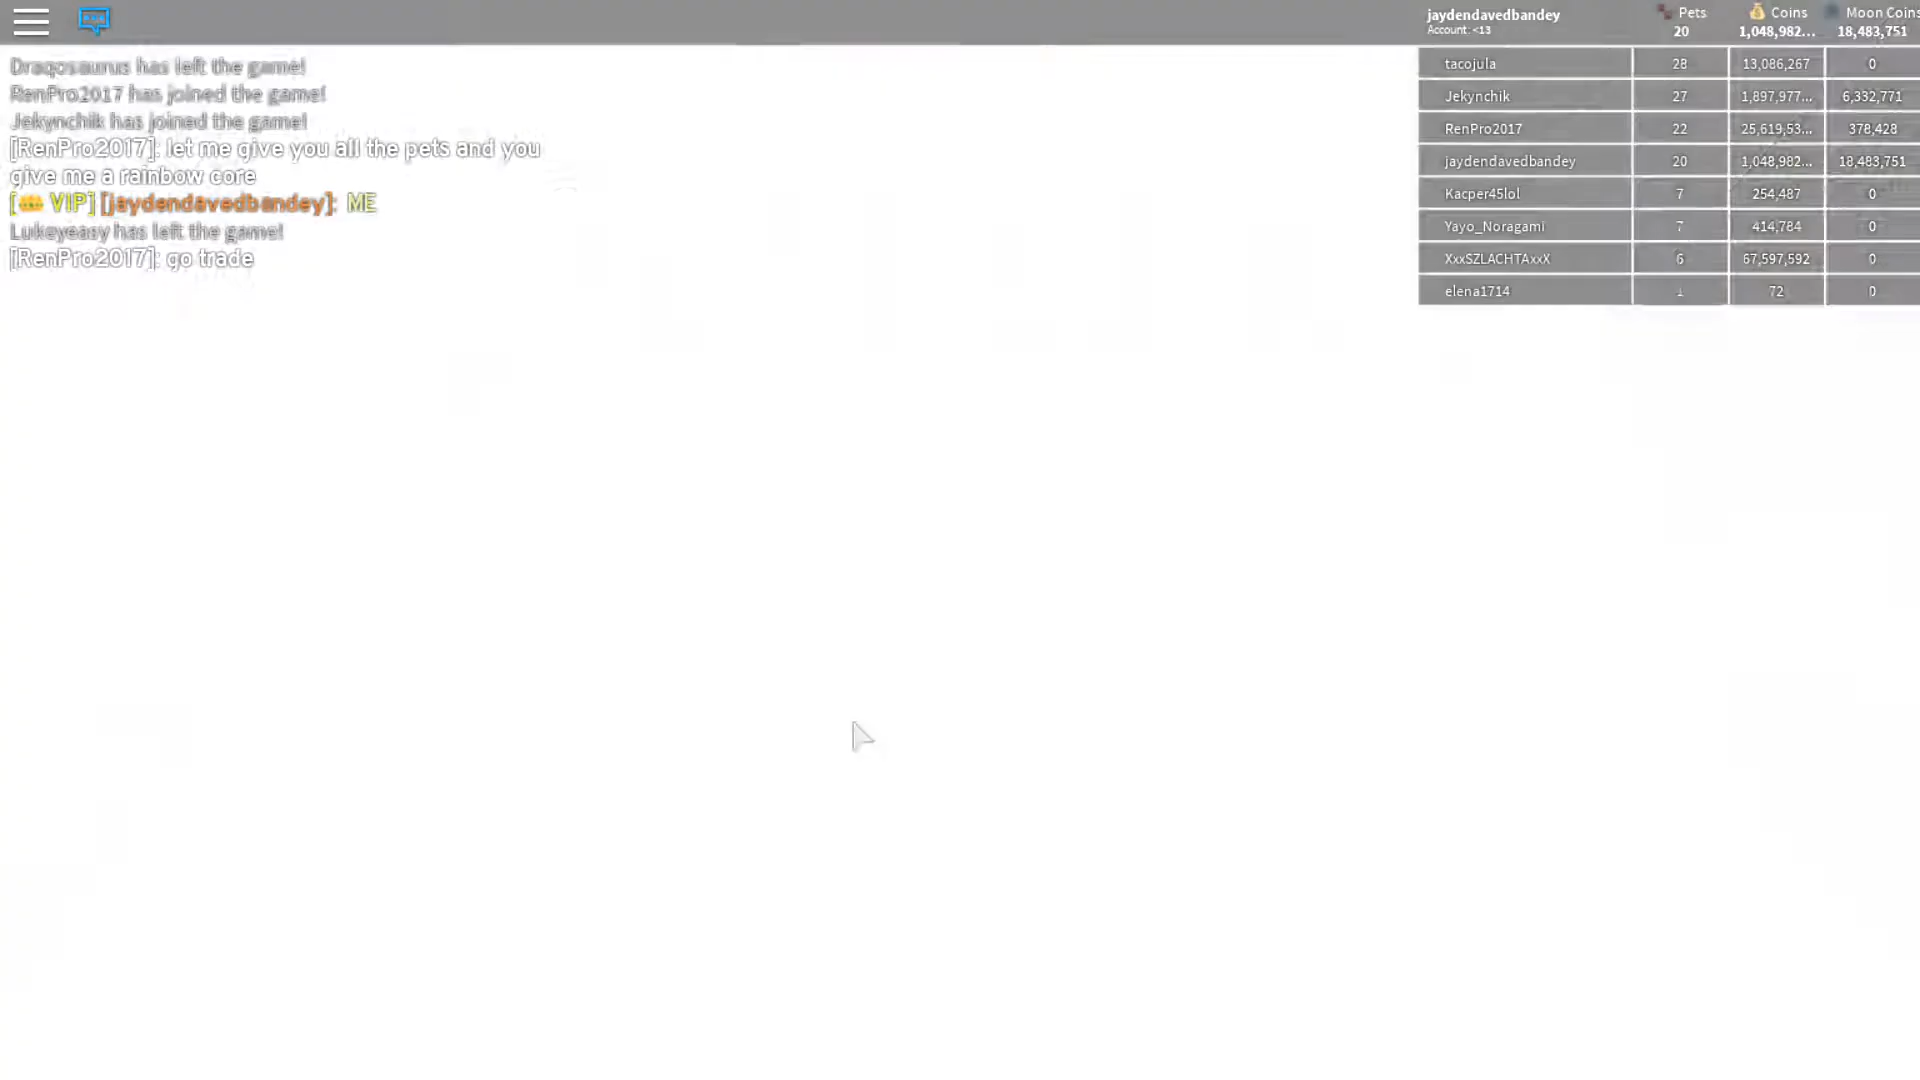 jaydendavedbandey Pets Coins Moon Coins
Account: <13 20 1,048,982... 18,483,751
Draqosaurus has left the game!
RenPro2017 has joined the game!
Jekynchik has joined the game!
[RenPro2017]: let me give you all the pets and you
give me a rainbow core
[👑 VIP] [jaydendavedbandey]: ME
Lukeyeasy has left the game!
[RenPro2017]: go trade
tacojula 28 13,086,267 0
Jekynchik 27 1,897,977... 6,332,771
RenPro2017 22 25,619,53... 378,428
jaydendavedbandey 20 1,048,982... 18,483,751
Kacper45lol 7 254,487 0
Yayo_Noragami 7 414,784 0
XxxSZLACHTAxxX 6 67,597,592 0
elena1714 1 72 0